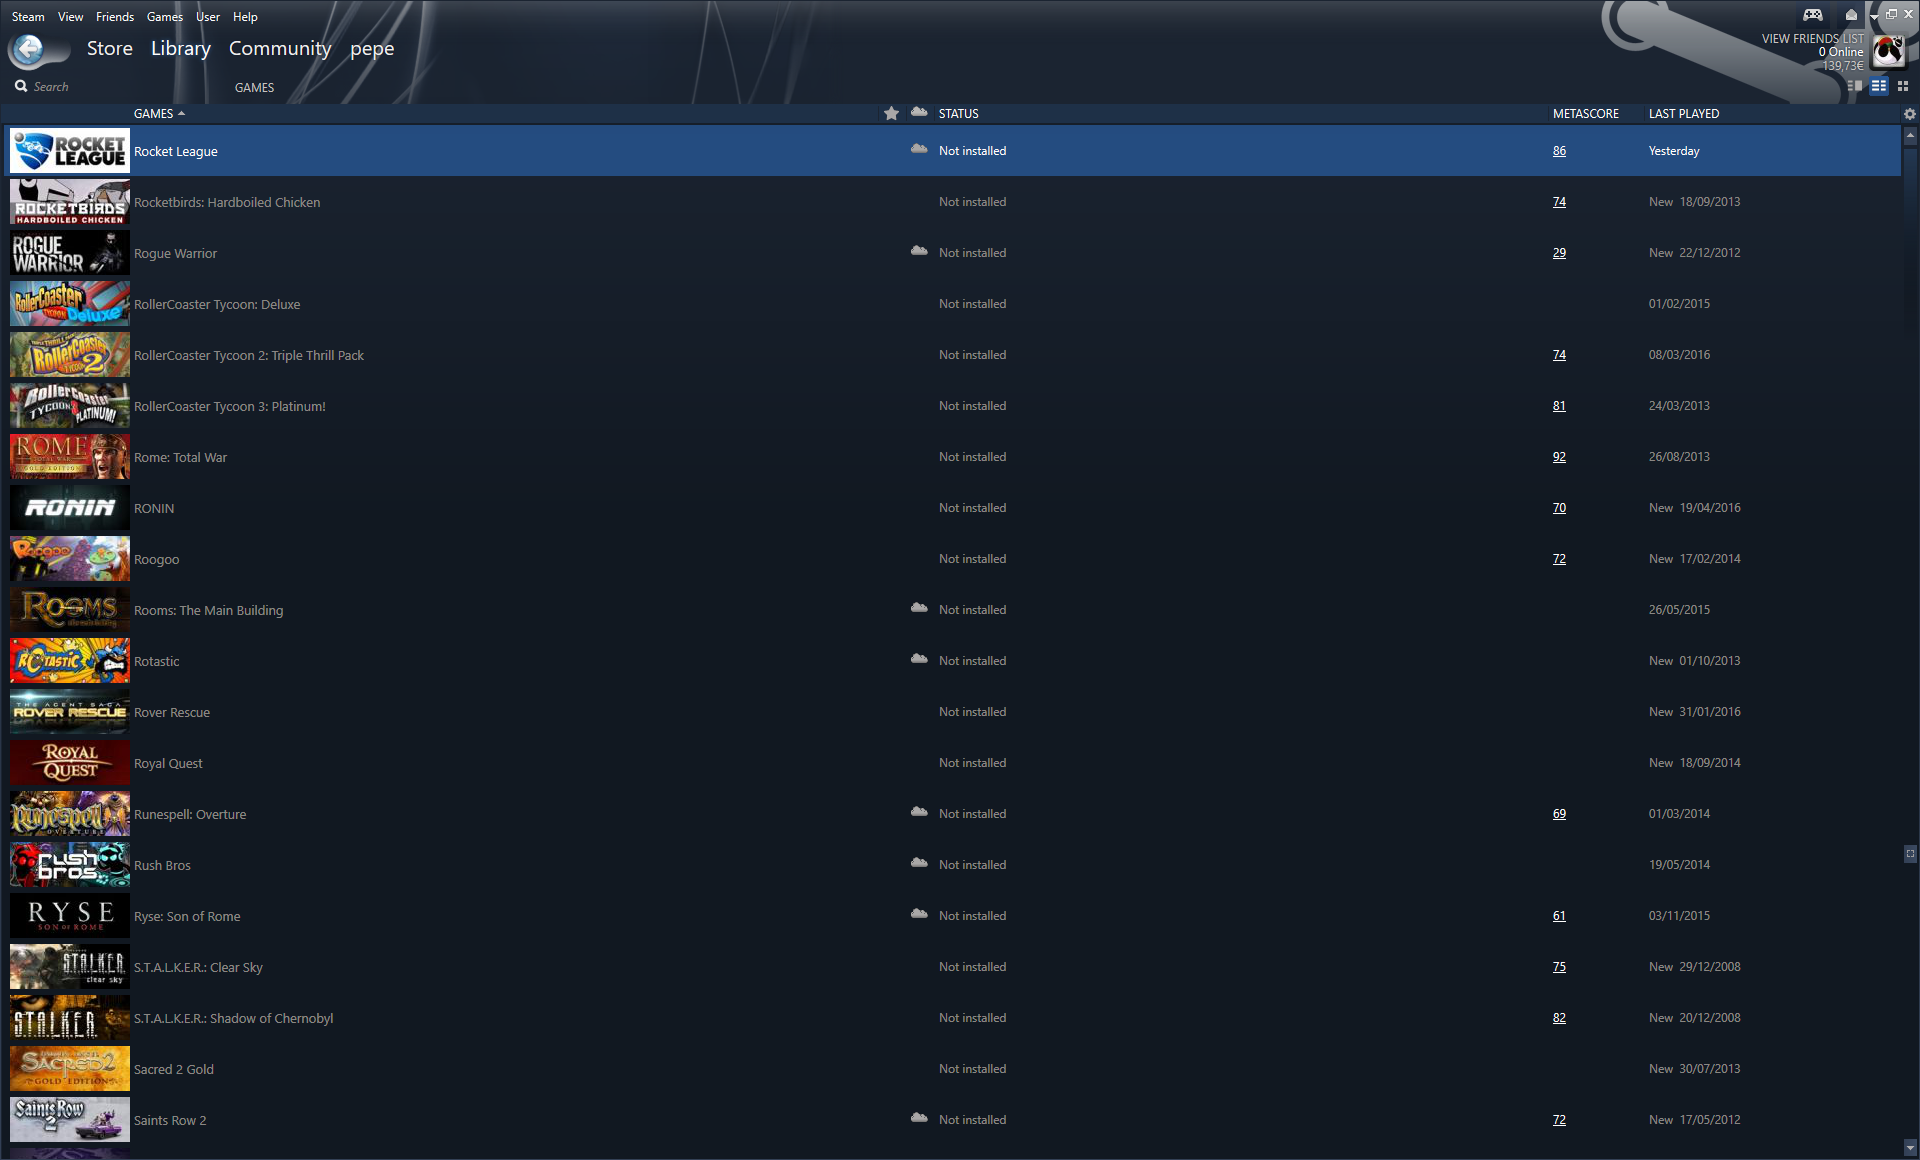 Steam View Friends Games User Help
Store Library Community pepe
VIEW FRIENDS LIST
0 Online
139,73€
Search
GAMES
GAMES STATUS METASCORE LAST PLAYED
ROCKET LEAGUE Rocket League Not installed 86 Yesterday
ROCKETBIRDS HARDBOILED CHICKEN Rocketbirds: Hardboiled Chicken Not installed 74 New 18/09/2013
ROGUE WARRIOR Rogue Warrior Not installed 29 New 22/12/2012
RollerCoaster TYCOON Deluxe RollerCoaster Tycoon: Deluxe Not installed 01/02/2015
TRIPLE THRILL PACK RollerCoaster TYCOON 2 RollerCoaster Tycoon 2: Triple Thrill Pack Not installed 74 08/03/2016
RollerCoaster TYCOON 3 PLATINUM! RollerCoaster Tycoon 3: Platinum! Not installed 81 24/03/2013
ROME TOTAL WAR GOLD EDITION Rome: Total War Not installed 92 26/08/2013
RONIN RONIN Not installed 70 New 19/04/2016
Roogoo Roogoo Not installed 72 New 17/02/2014
ROOMS Rooms: The Main Building Not installed 26/05/2015
ROTASTIC Rotastic Not installed New 01/10/2013
THE AGENT SAGA ROVER RESCUE Rover Rescue Not installed New 31/01/2016
ROYAL QUEST Royal Quest Not installed New 18/09/2014
Runespell OVERTURE Runespell: Overture Not installed 69 01/03/2014
rush bros. Rush Bros Not installed 19/05/2014
RYSE SON OF ROME Ryse: Son of Rome Not installed 61 03/11/2015
S.T.A.L.K.E.R. clear sky S.T.A.L.K.E.R.: Clear Sky Not installed 75 New 29/12/2008
S.T.A.L.K.E.R. S.T.A.L.K.E.R.: Shadow of Chernobyl Not installed 82 New 20/12/2008
SACRED 2 GOLD EDITION Sacred 2 Gold Not installed New 30/07/2013
Saints Row 2 Saints Row 2 Not installed 72 New 17/05/2012